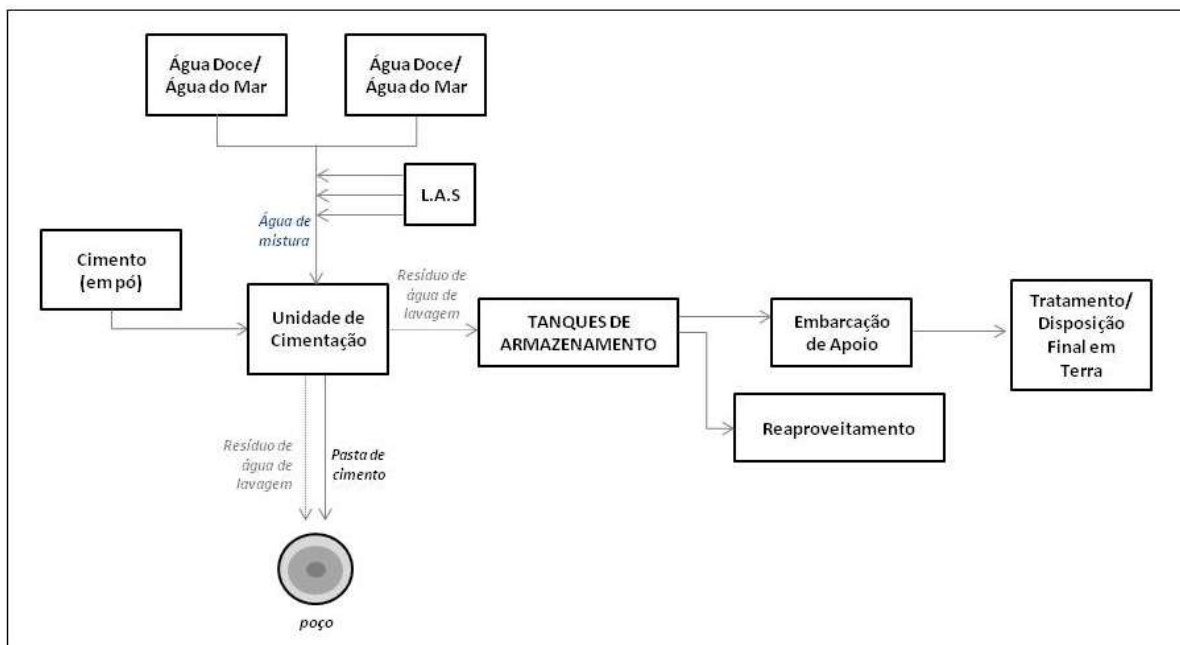 Água Doce/
Água do Mar
Água Doce/
Água do Mar
L.A.S
Água de
mistura
Cimento
(em pó)
Unidade de
Cimentação
Resíduo de
água de
lavagem
TANQUES DE
ARMAZENAMENTO
Embarcação
de Apoio
Tratamento/
Disposição
Final em
Terra
Reaproveitamento
Resíduo de
água de
lavagem
Pasta de
cimento
poço